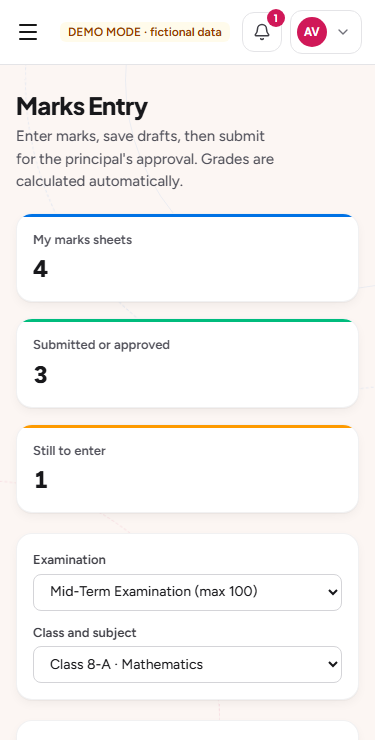 DEMO MODE · fictional data
1
AV
Marks Entry
Enter marks, save drafts, then submit
for the principal's approval. Grades are
calculated automatically.
My marks sheets
4
Submitted or approved
3
Still to enter
1
Examination
Mid-Term Examination (max 100)
Class and subject
Class 8-A · Mathematics